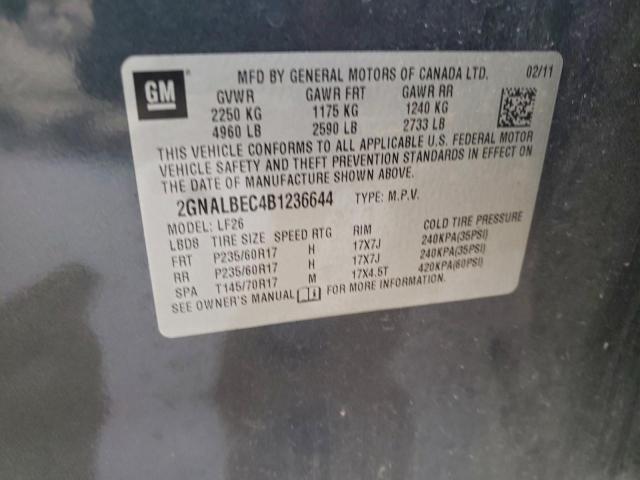 GM MFD BY GENERAL MOTORS OF CANADA LTD. 02/11
GVWR GAWR FRT GAWR RR
2250 KG 1175 KG 1240 KG
4960 LB 2590 LB 2733 LB
THIS VEHICLE CONFORMS TO ALL APPLICABLE U.S. FEDERAL MOTOR
VEHICLE SAFETY AND THEFT PREVENTION STANDARDS IN EFFECT ON
THE DATE OF MANUFACTURE SHOWN ABOVE.
2GNALBEC4B1236644 TYPE: M.P.V.
MODEL: LF26
LBD8 TIRE SIZE SPEED RTG RIM COLD TIRE PRESSURE
FRT P235/60R17 H 17X7J 240KPA(35PSI)
RR P235/60R17 H 17X7J 240KPA(35PSI)
SPA T145/70R17 M 17X4.5T 420KPA(60PSI)
SEE OWNER'S MANUAL FOR MORE INFORMATION.